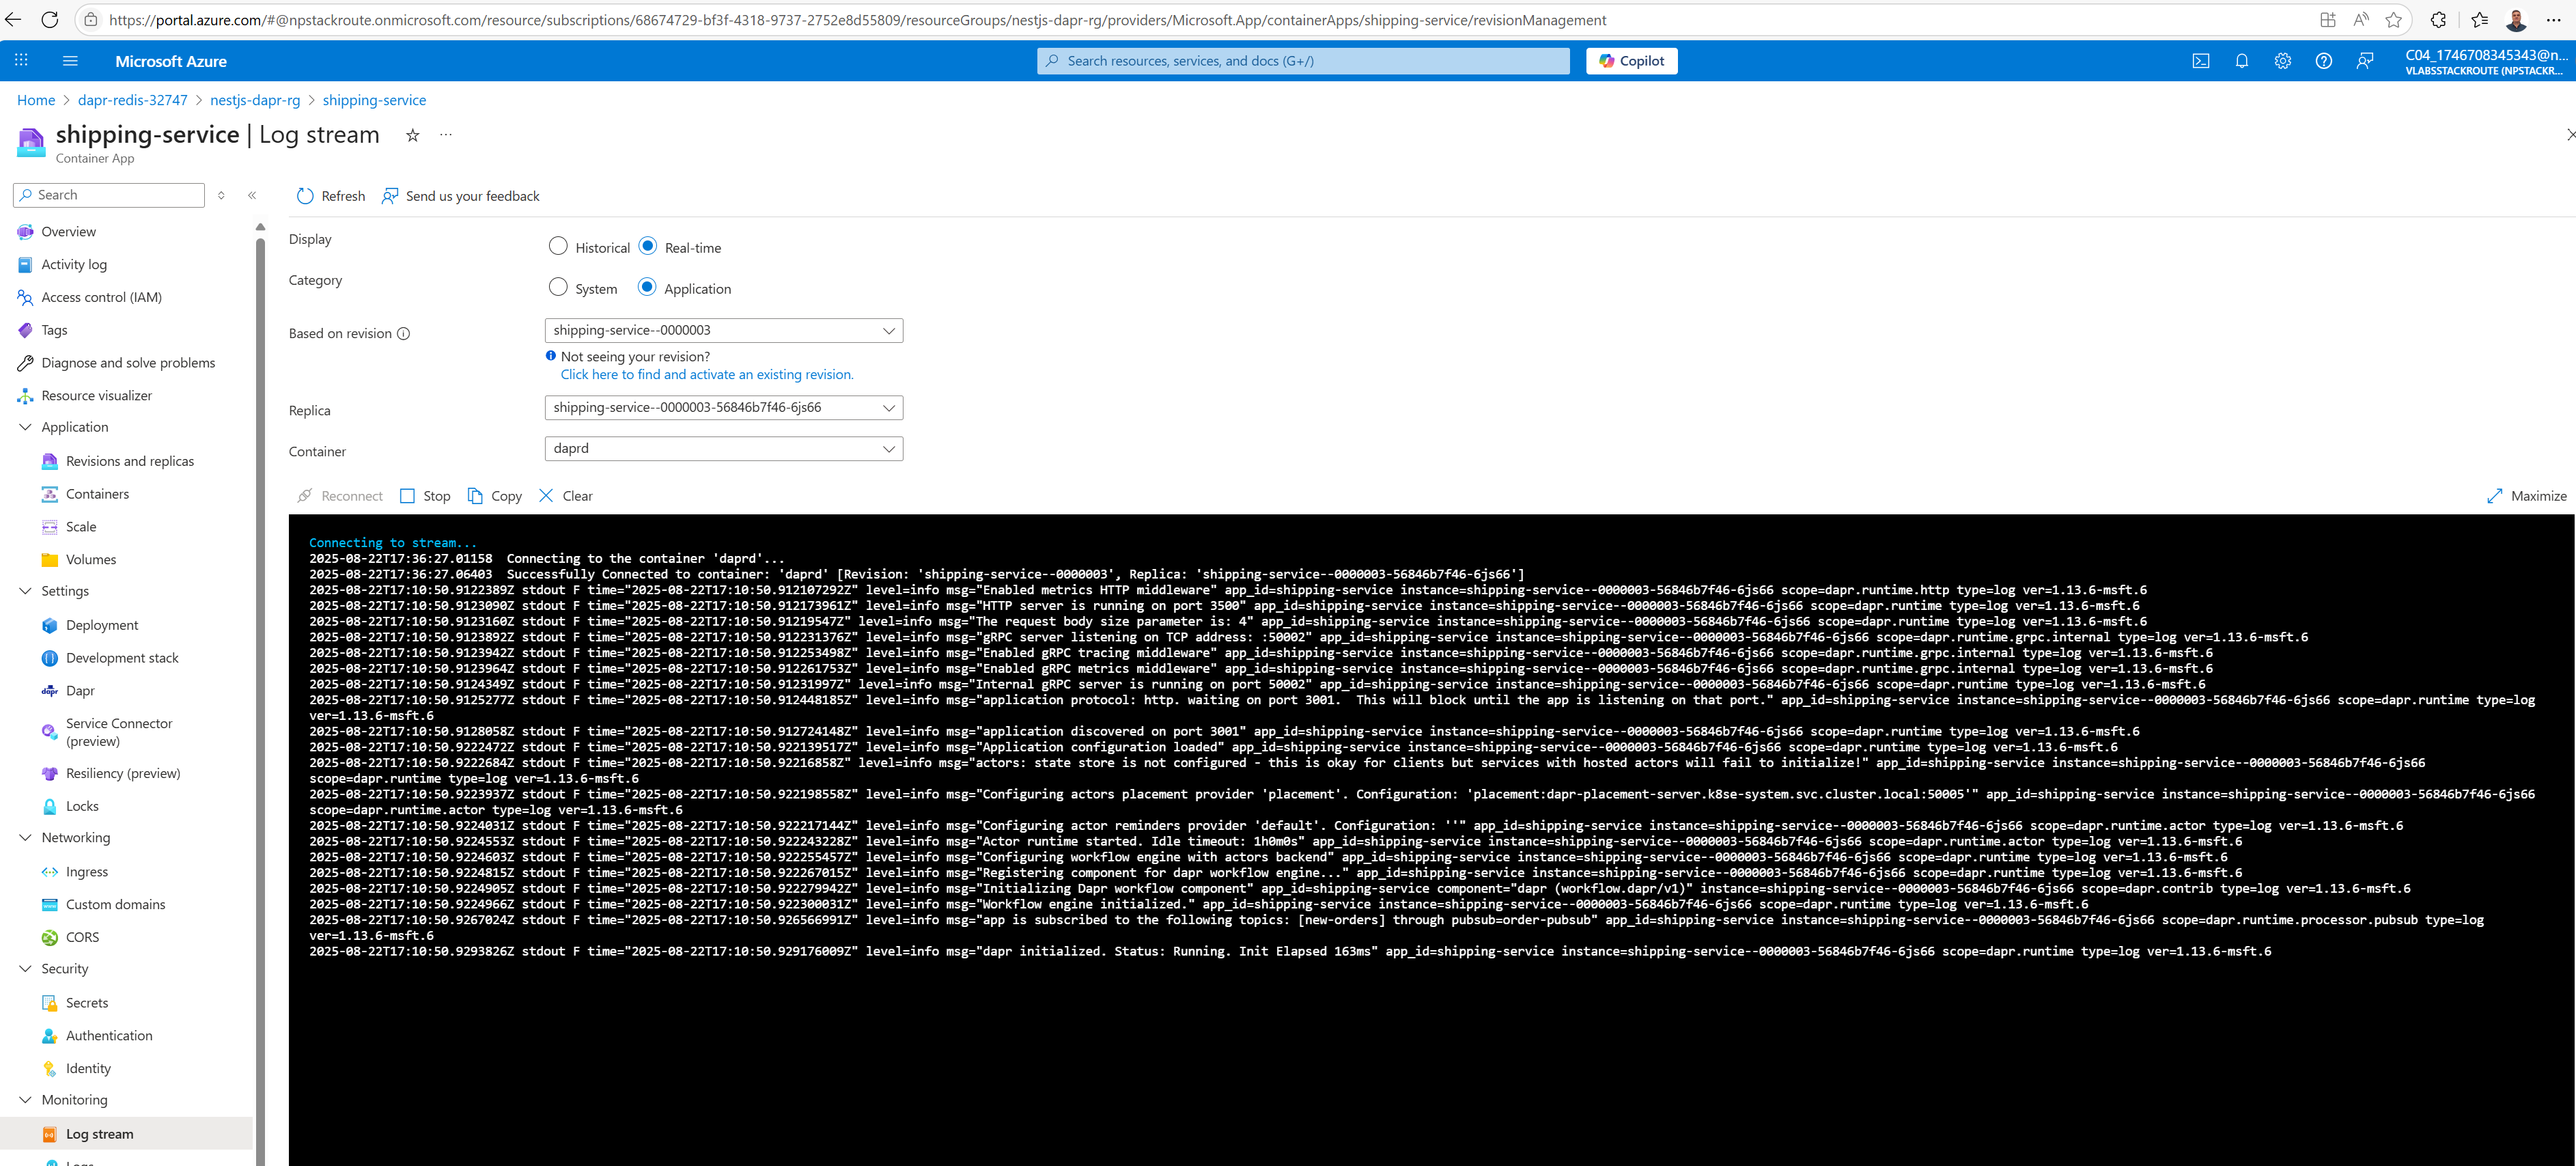 https://portal.azure.com/#@npstackroute.onmicrosoft.com/resource/subscriptions/68674729-bf3f-4318-9737-2752e8d55809/resourceGroups/nestjs-dapr-rg/providers/Microsoft.App/containerApps/shipping-service/revisionManagement
Microsoft Azure
Search resources, services, and docs (G+/)
Copilot
C04_1746708345343@n...
VLABSSTACKROUTE (NPSTACKR...
Home > dapr-redis-32747 > nestjs-dapr-rg > shipping-service
shipping-service | Log stream
Container App
Search
Refresh
Send us your feedback
Overview
Activity log
Access control (IAM)
Tags
Diagnose and solve problems
Resource visualizer
Application
Revisions and replicas
Containers
Scale
Volumes
Settings
Deployment
Development stack
Dapr
Service Connector
(preview)
Resiliency (preview)
Locks
Networking
Ingress
Custom domains
CORS
Security
Secrets
Authentication
Identity
Monitoring
Log stream
Logs
Display
Historical
Real-time
Category
System
Application
Based on revision
shipping-service--0000003
Not seeing your revision?
Click here to find and activate an existing revision.
Replica
shipping-service--0000003-56846b7f46-6js66
Container
daprd
Reconnect
Stop
Copy
Clear
Maximize
Connecting to stream...
2025-08-22T17:36:27.01158 Connecting to the container 'daprd'...
2025-08-22T17:36:27.06403 Successfully Connected to container: 'daprd' [Revision: 'shipping-service--0000003', Replica: 'shipping-service--0000003-56846b7f46-6js66']
2025-08-22T17:10:50.9122389Z stdout F time="2025-08-22T17:10:50.912107292Z" level=info msg="Enabled metrics HTTP middleware" app_id=shipping-service instance=shipping-service--0000003-56846b7f46-6js66 scope=dapr.runtime.http type=log ver=1.13.6-msft.6
2025-08-22T17:10:50.9123090Z stdout F time="2025-08-22T17:10:50.912173961Z" level=info msg="HTTP server is running on port 3500" app_id=shipping-service instance=shipping-service--0000003-56846b7f46-6js66 scope=dapr.runtime type=log ver=1.13.6-msft.6
2025-08-22T17:10:50.9123160Z stdout F time="2025-08-22T17:10:50.91219547Z" level=info msg="The request body size parameter is: 4" app_id=shipping-service instance=shipping-service--0000003-56846b7f46-6js66 scope=dapr.runtime type=log ver=1.13.6-msft.6
2025-08-22T17:10:50.9123892Z stdout F time="2025-08-22T17:10:50.912231376Z" level=info msg="gRPC server listening on TCP address: :50002" app_id=shipping-service instance=shipping-service--0000003-56846b7f46-6js66 scope=dapr.runtime.grpc.internal type=log ver=1.13.6-msft.6
2025-08-22T17:10:50.9123942Z stdout F time="2025-08-22T17:10:50.912253498Z" level=info msg="Enabled gRPC tracing middleware" app_id=shipping-service instance=shipping-service--0000003-56846b7f46-6js66 scope=dapr.runtime.grpc.internal type=log ver=1.13.6-msft.6
2025-08-22T17:10:50.9123964Z stdout F time="2025-08-22T17:10:50.912261753Z" level=info msg="Enabled gRPC metrics middleware" app_id=shipping-service instance=shipping-service--0000003-56846b7f46-6js66 scope=dapr.runtime.grpc.internal type=log ver=1.13.6-msft.6
2025-08-22T17:10:50.9124349Z stdout F time="2025-08-22T17:10:50.91231997Z" level=info msg="Internal gRPC server is running on port 50002" app_id=shipping-service instance=shipping-service--0000003-56846b7f46-6js66 scope=dapr.runtime type=log ver=1.13.6-msft.6
2025-08-22T17:10:50.9125277Z stdout F time="2025-08-22T17:10:50.912448185Z" level=info msg="application protocol: http. waiting on port 3001.  This will block until the app is listening on that port." app_id=shipping-service instance=shipping-service--0000003-56846b7f46-6js66 scope=dapr.runtime type=log
ver=1.13.6-msft.6
2025-08-22T17:10:50.9128058Z stdout F time="2025-08-22T17:10:50.912724148Z" level=info msg="application discovered on port 3001" app_id=shipping-service instance=shipping-service--0000003-56846b7f46-6js66 scope=dapr.runtime type=log ver=1.13.6-msft.6
2025-08-22T17:10:50.9222472Z stdout F time="2025-08-22T17:10:50.922139517Z" level=info msg="Application configuration loaded" app_id=shipping-service instance=shipping-service--0000003-56846b7f46-6js66 scope=dapr.runtime type=log ver=1.13.6-msft.6
2025-08-22T17:10:50.9222684Z stdout F time="2025-08-22T17:10:50.92216858Z" level=info msg="actors: state store is not configured - this is okay for clients but services with hosted actors will fail to initialize!" app_id=shipping-service instance=shipping-service--0000003-56846b7f46-6js66
scope=dapr.runtime type=log ver=1.13.6-msft.6
2025-08-22T17:10:50.9223937Z stdout F time="2025-08-22T17:10:50.922198558Z" level=info msg="Configuring actors placement provider 'placement'. Configuration: 'placement:dapr-placement-server.k8se-system.svc.cluster.local:50005'" app_id=shipping-service instance=shipping-service--0000003-56846b7f46-6js66
scope=dapr.runtime.actor type=log ver=1.13.6-msft.6
2025-08-22T17:10:50.9224031Z stdout F time="2025-08-22T17:10:50.922217144Z" level=info msg="Configuring actor reminders provider 'default'. Configuration: ''" app_id=shipping-service instance=shipping-service--0000003-56846b7f46-6js66 scope=dapr.runtime.actor type=log ver=1.13.6-msft.6
2025-08-22T17:10:50.9224553Z stdout F time="2025-08-22T17:10:50.922243228Z" level=info msg="Actor runtime started. Idle timeout: 1h0m0s" app_id=shipping-service instance=shipping-service--0000003-56846b7f46-6js66 scope=dapr.runtime.actor type=log ver=1.13.6-msft.6
2025-08-22T17:10:50.9224603Z stdout F time="2025-08-22T17:10:50.922255457Z" level=info msg="Configuring workflow engine with actors backend" app_id=shipping-service instance=shipping-service--0000003-56846b7f46-6js66 scope=dapr.runtime type=log ver=1.13.6-msft.6
2025-08-22T17:10:50.9224815Z stdout F time="2025-08-22T17:10:50.922267015Z" level=info msg="Registering component for dapr workflow engine..." app_id=shipping-service instance=shipping-service--0000003-56846b7f46-6js66 scope=dapr.runtime type=log ver=1.13.6-msft.6
2025-08-22T17:10:50.9224905Z stdout F time="2025-08-22T17:10:50.922279942Z" level=info msg="Initializing Dapr workflow component" app_id=shipping-service component="dapr (workflow.dapr/v1)" instance=shipping-service--0000003-56846b7f46-6js66 scope=dapr.contrib type=log ver=1.13.6-msft.6
2025-08-22T17:10:50.9224966Z stdout F time="2025-08-22T17:10:50.922300031Z" level=info msg="Workflow engine initialized." app_id=shipping-service instance=shipping-service--0000003-56846b7f46-6js66 scope=dapr.runtime type=log ver=1.13.6-msft.6
2025-08-22T17:10:50.9267024Z stdout F time="2025-08-22T17:10:50.926566991Z" level=info msg="app is subscribed to the following topics: [new-orders] through pubsub=order-pubsub" app_id=shipping-service instance=shipping-service--0000003-56846b7f46-6js66 scope=dapr.runtime.processor.pubsub type=log
ver=1.13.6-msft.6
2025-08-22T17:10:50.9293826Z stdout F time="2025-08-22T17:10:50.929176009Z" level=info msg="dapr initialized. Status: Running. Init Elapsed 163ms" app_id=shipping-service instance=shipping-service--0000003-56846b7f46-6js66 scope=dapr.runtime type=log ver=1.13.6-msft.6